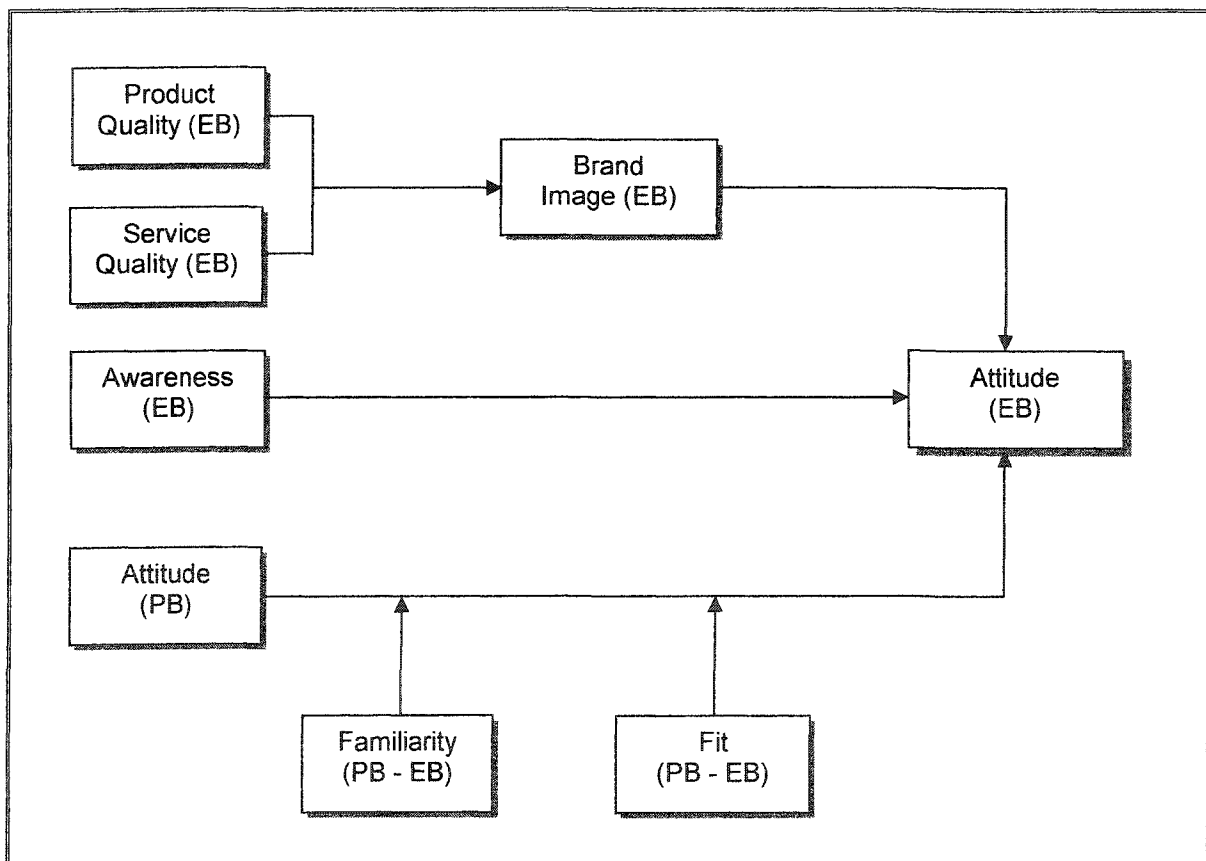 Product
Quality (EB)
Brand
Image (EB)
Service
Quality (EB)
Awareness
(EB)
Attitude
(EB)
Attitude
(PB)
Familiarity
(PB - EB)
Fit
(PB - EB)